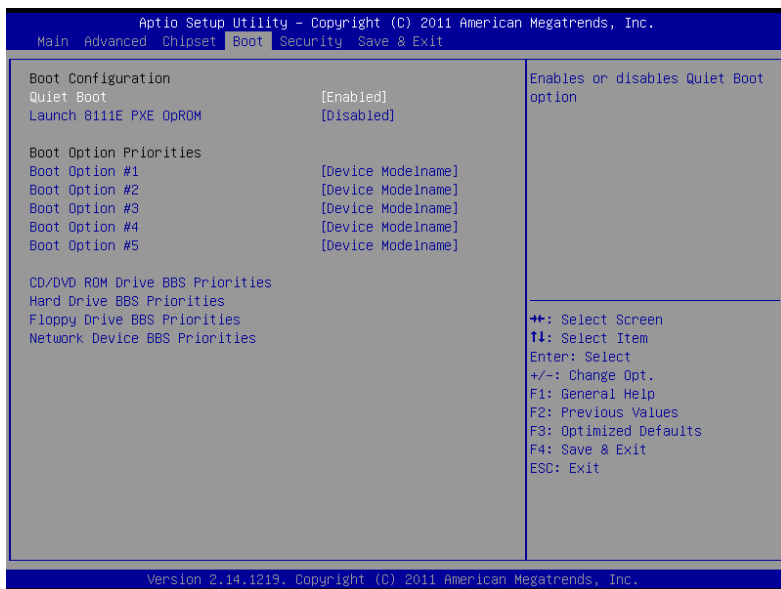 Aptio Setup Utility – Copyright (C) 2011 American Megatrends, Inc.
Main Advanced Chipset Boot Security Save & Exit
Boot Configuration
Quiet Boot [Enabled]
Launch 8111E PXE OpROM [Disabled]
Boot Option Priorities
Boot Option #1 [Device Modelname]
Boot Option #2 [Device Modelname]
Boot Option #3 [Device Modelname]
Boot Option #4 [Device Modelname]
Boot Option #5 [Device Modelname]
CD/DVD ROM Drive BBS Priorities
Hard Drive BBS Priorities
Floppy Drive BBS Priorities
Network Device BBS Priorities
Enables or disables Quiet Boot
option
→←: Select Screen
↑↓: Select Item
Enter: Select
+/-: Change Opt.
F1: General Help
F2: Previous Values
F3: Optimized Defaults
F4: Save & Exit
ESC: Exit
Version 2.14.1219. Copyright (C) 2011 American Megatrends, Inc.